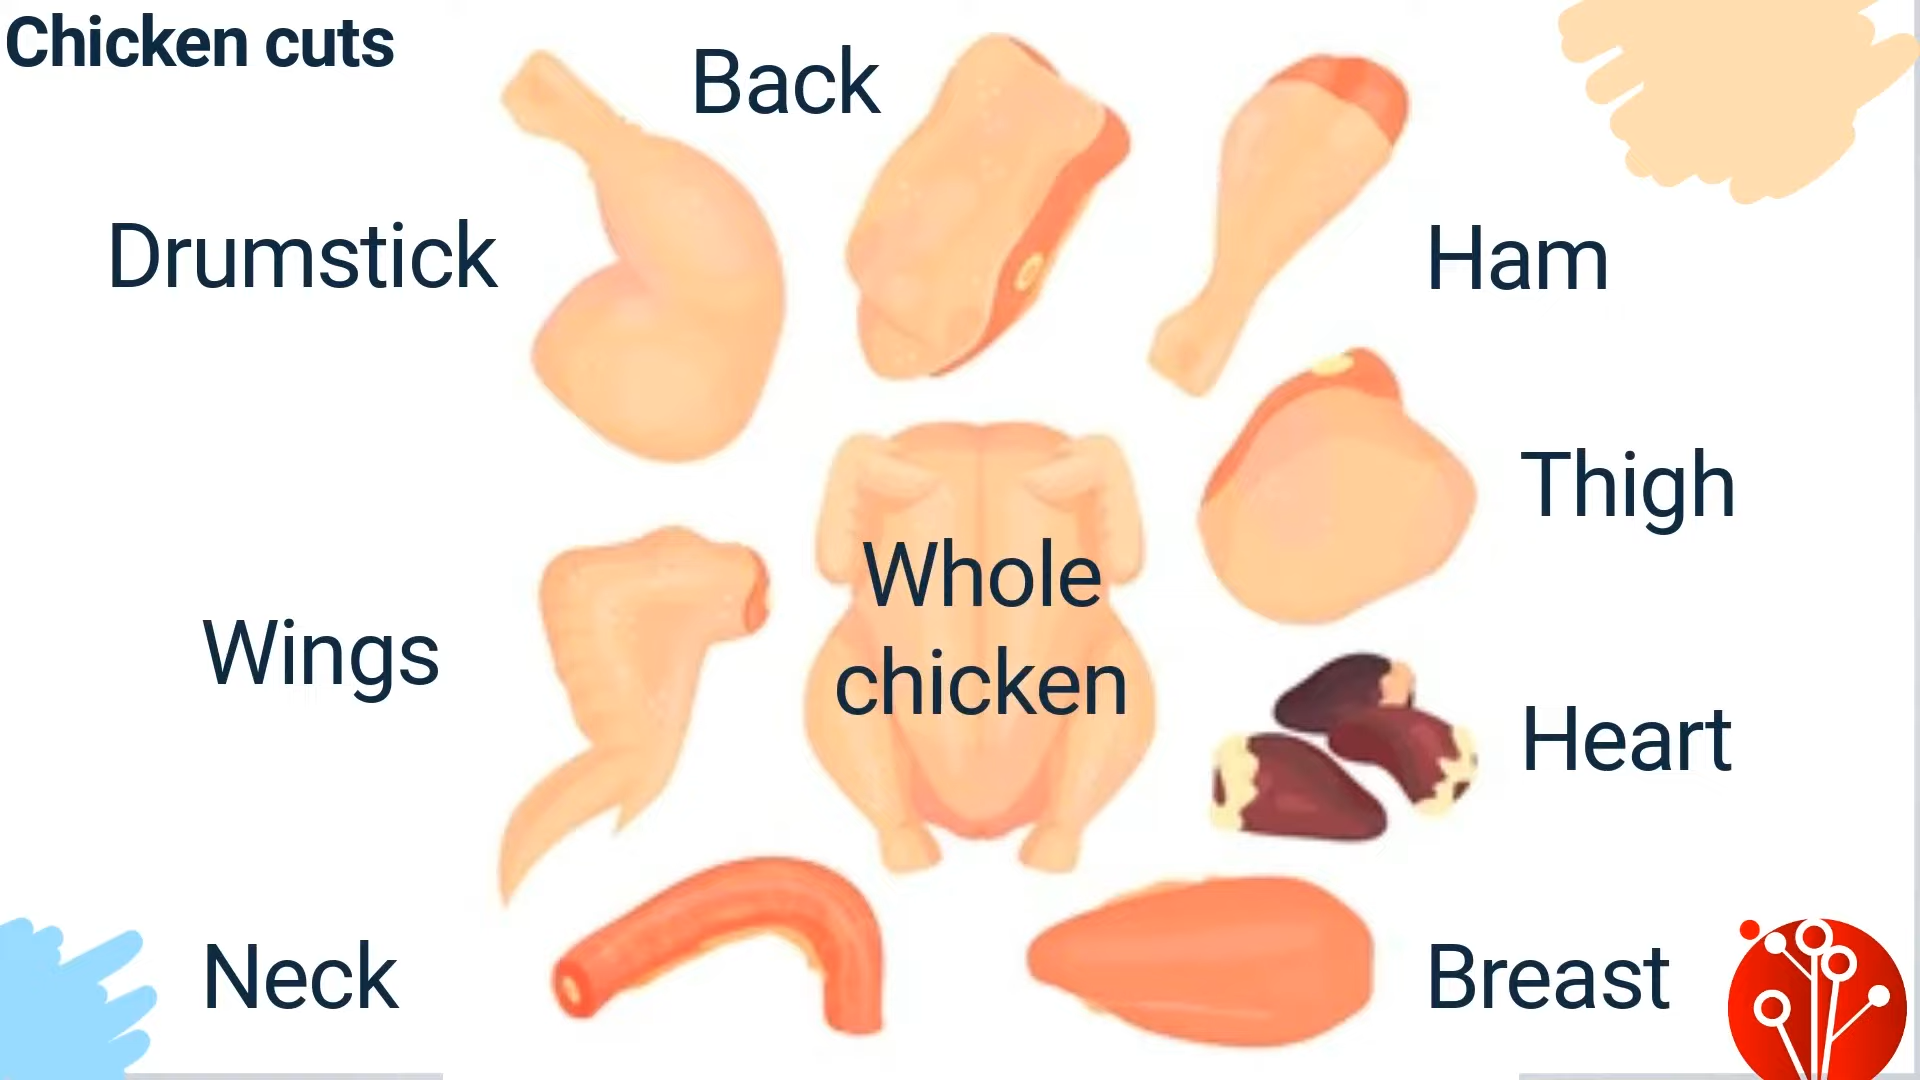 Chicken cuts
Back
Drumstick
Ham
Thigh
Whole
chicken
Wings
Heart
Neck
Breast